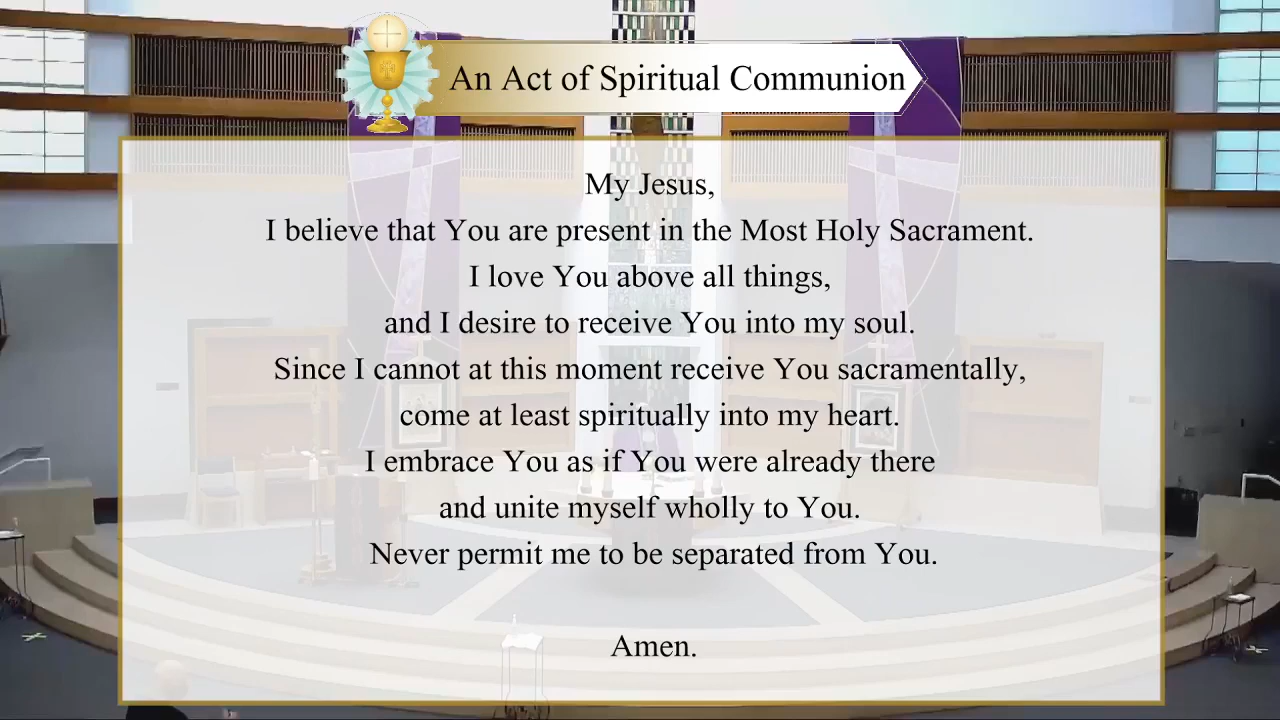 An Act of Spiritual Communion
My Jesus,
I believe that You are present in the Most Holy Sacrament.
I love You above all things,
and I desire to receive You into my soul.
Since I cannot at this moment receive You sacramentally,
come at least spiritually into my heart.
I embrace You as if You were already there
and unite myself wholly to You.
Never permit me to be separated from You.
Amen.